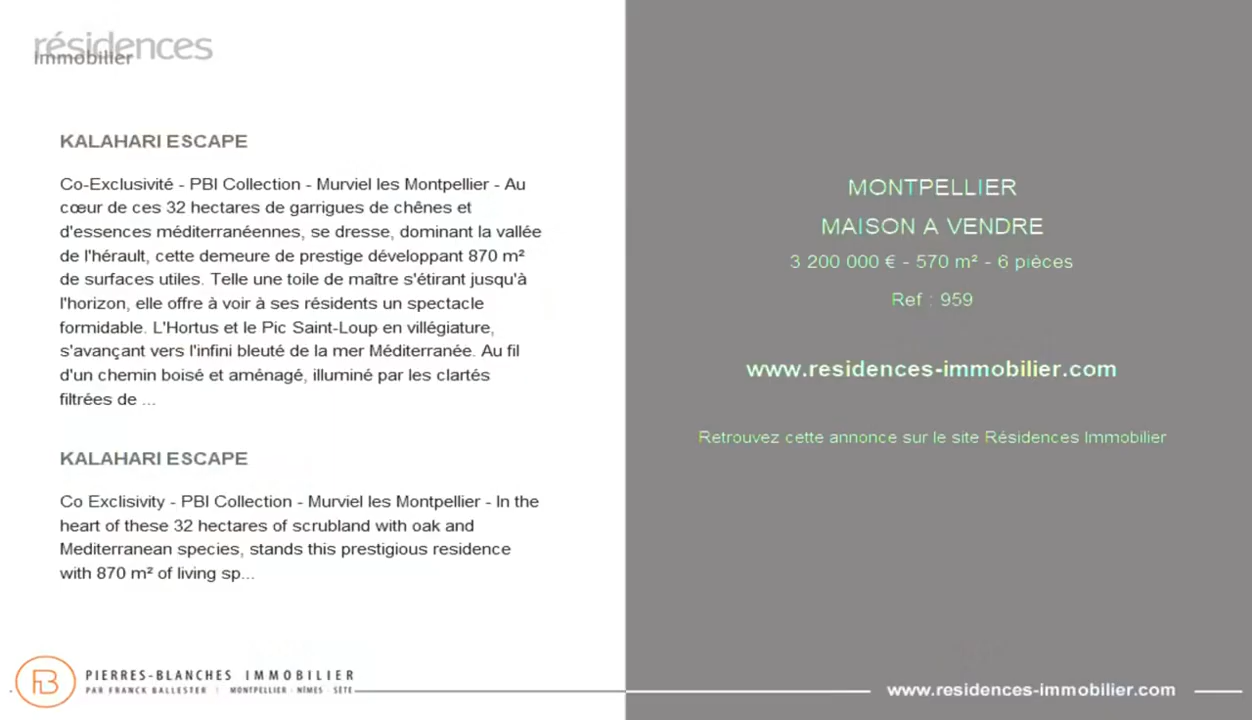 résidences
Immobilier
KALAHARI ESCAPE
Co-Exclusivité - PBI Collection - Murviel les Montpellier - Au
cœur de ces 32 hectares de garrigues de chênes et
d'essences méditerranéennes, se dresse, dominant la vallée
de l'hérault, cette demeure de prestige développant 870 m²
de surfaces utiles. Telle une toile de maître s'étirant jusqu'à
l'horizon, elle offre à voir à ses résidents un spectacle
formidable. L'Hortus et le Pic Saint-Loup en villégiature,
s'avançant vers l'infini bleuté de la mer Méditerranée. Au fil
d'un chemin boisé et aménagé, illuminé par les clartés
filtrées de ...
KALAHARI ESCAPE
Co Exclisivity - PBI Collection - Murviel les Montpellier - In the
heart of these 32 hectares of scrubland with oak and
Mediterranean species, stands this prestigious residence
with 870 m² of living sp...
PIERRES-BLANCHES IMMOBILIER
PAR FRANCK BALLESTER | MONTPELLIER · NÎMES · SÈTE
MONTPELLIER
MAISON A VENDRE
3 200 000 € - 570 m² - 6 pièces
Ref : 959
www.residences-immobilier.com
Retrouvez cette annonce sur le site Résidences Immobilier
www.residences-immobilier.com